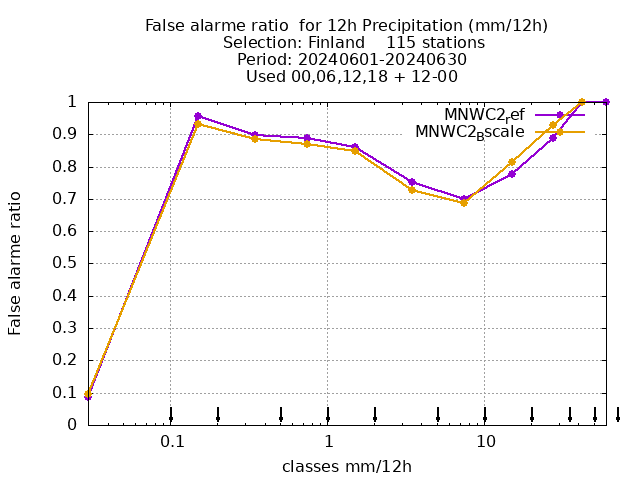 False alarme ratio  for 12h Precipitation (mm/12h)
Selection: Finland    115 stations
Period: 20240601-20240630
Used 00,06,12,18 + 12-00
MNWC2ref
MNWC2Bscale
False alarme ratio
1
0.9
0.8
0.7
0.6
0.5
0.4
0.3
0.2
0.1
0
0.1 1 10
classes mm/12h